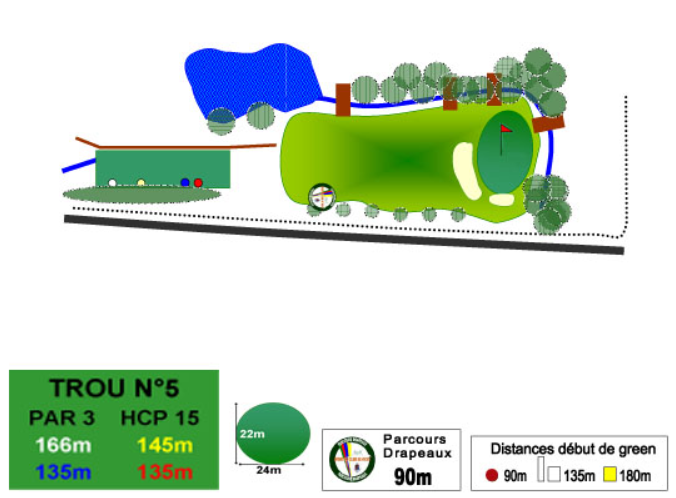 TROU N°5
PAR 3 HCP 15
166m 145m
135m 135m
22m
24m
Parcours
Drapeaux
90m
Distances début de green
90m 135m 180m